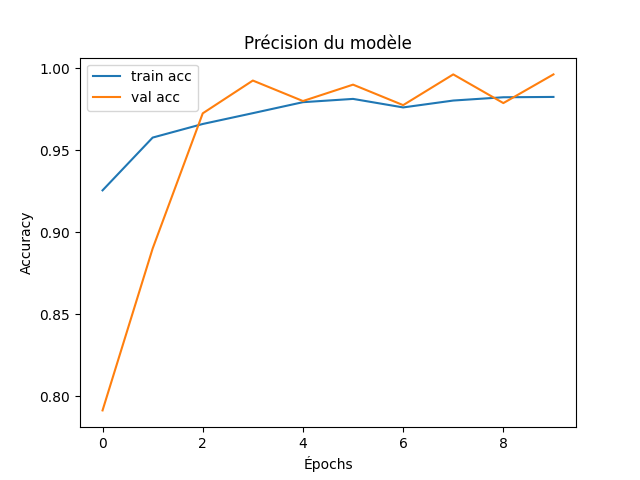 Précision du modèle
train acc
val acc
1.00
0.95
0.90
0.85
0.80
Accuracy
0 2 4 6 8
Épochs